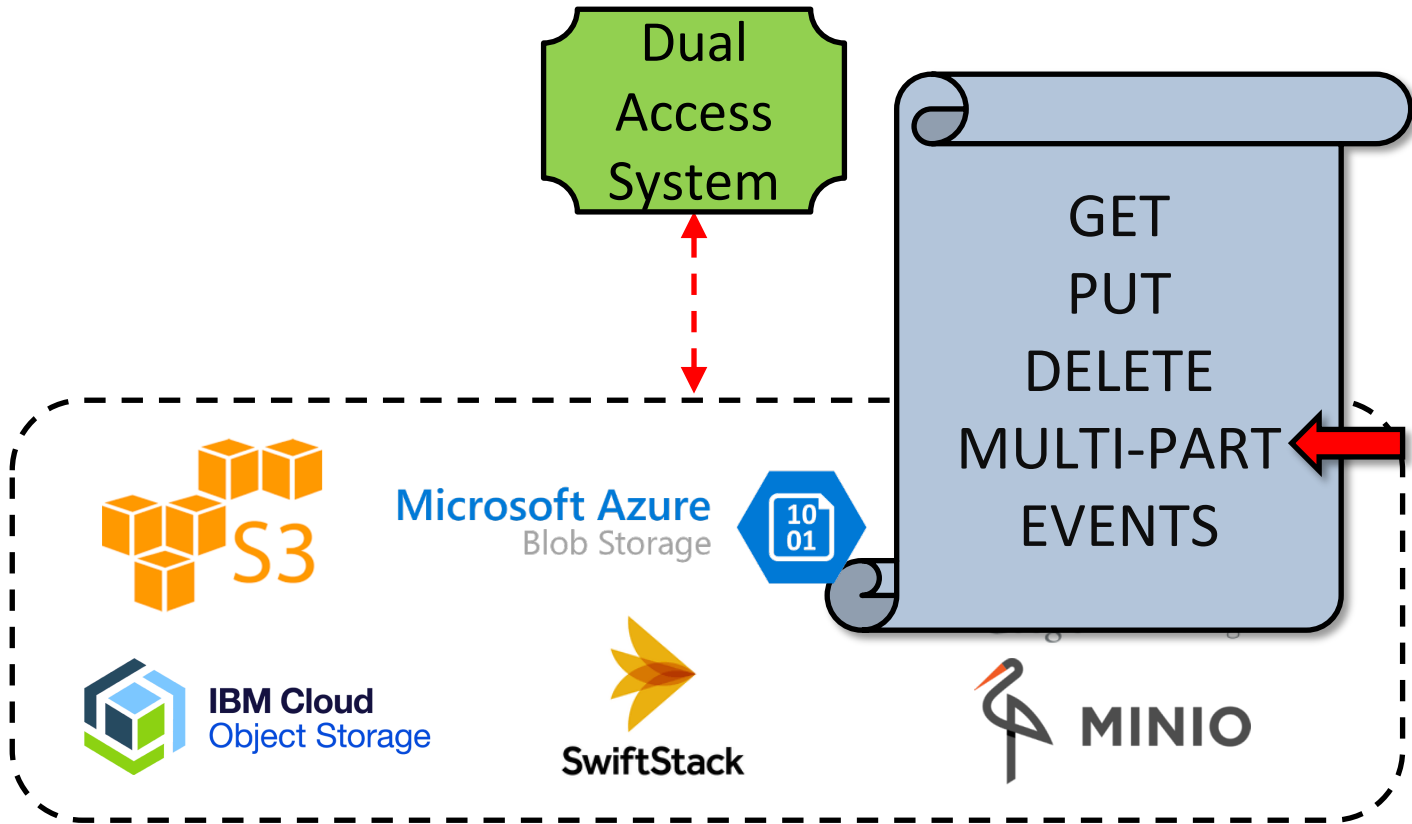 Dual
Access
System
GET
PUT
DELETE
MULTI-PART
EVENTS
S3
Microsoft Azure
Blob Storage
10
01
IBM Cloud
Object Storage
SwiftStack
MINIO